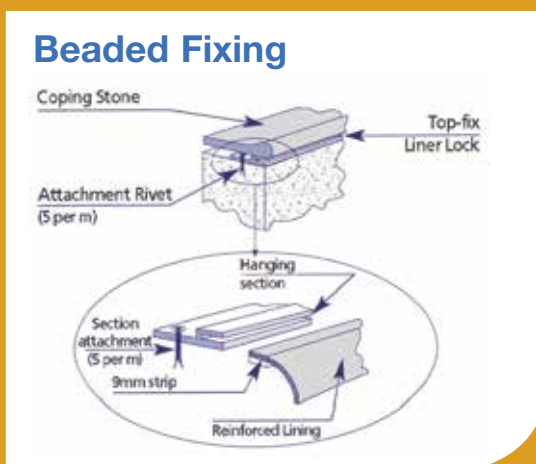 Beaded Fixing
Coping Stone
Top-fix
Liner Lock
Attachment Rivet
(5 per m)
Hanging
section
Section
attachment
(5 per m)
9mm strip
Reinforced Lining